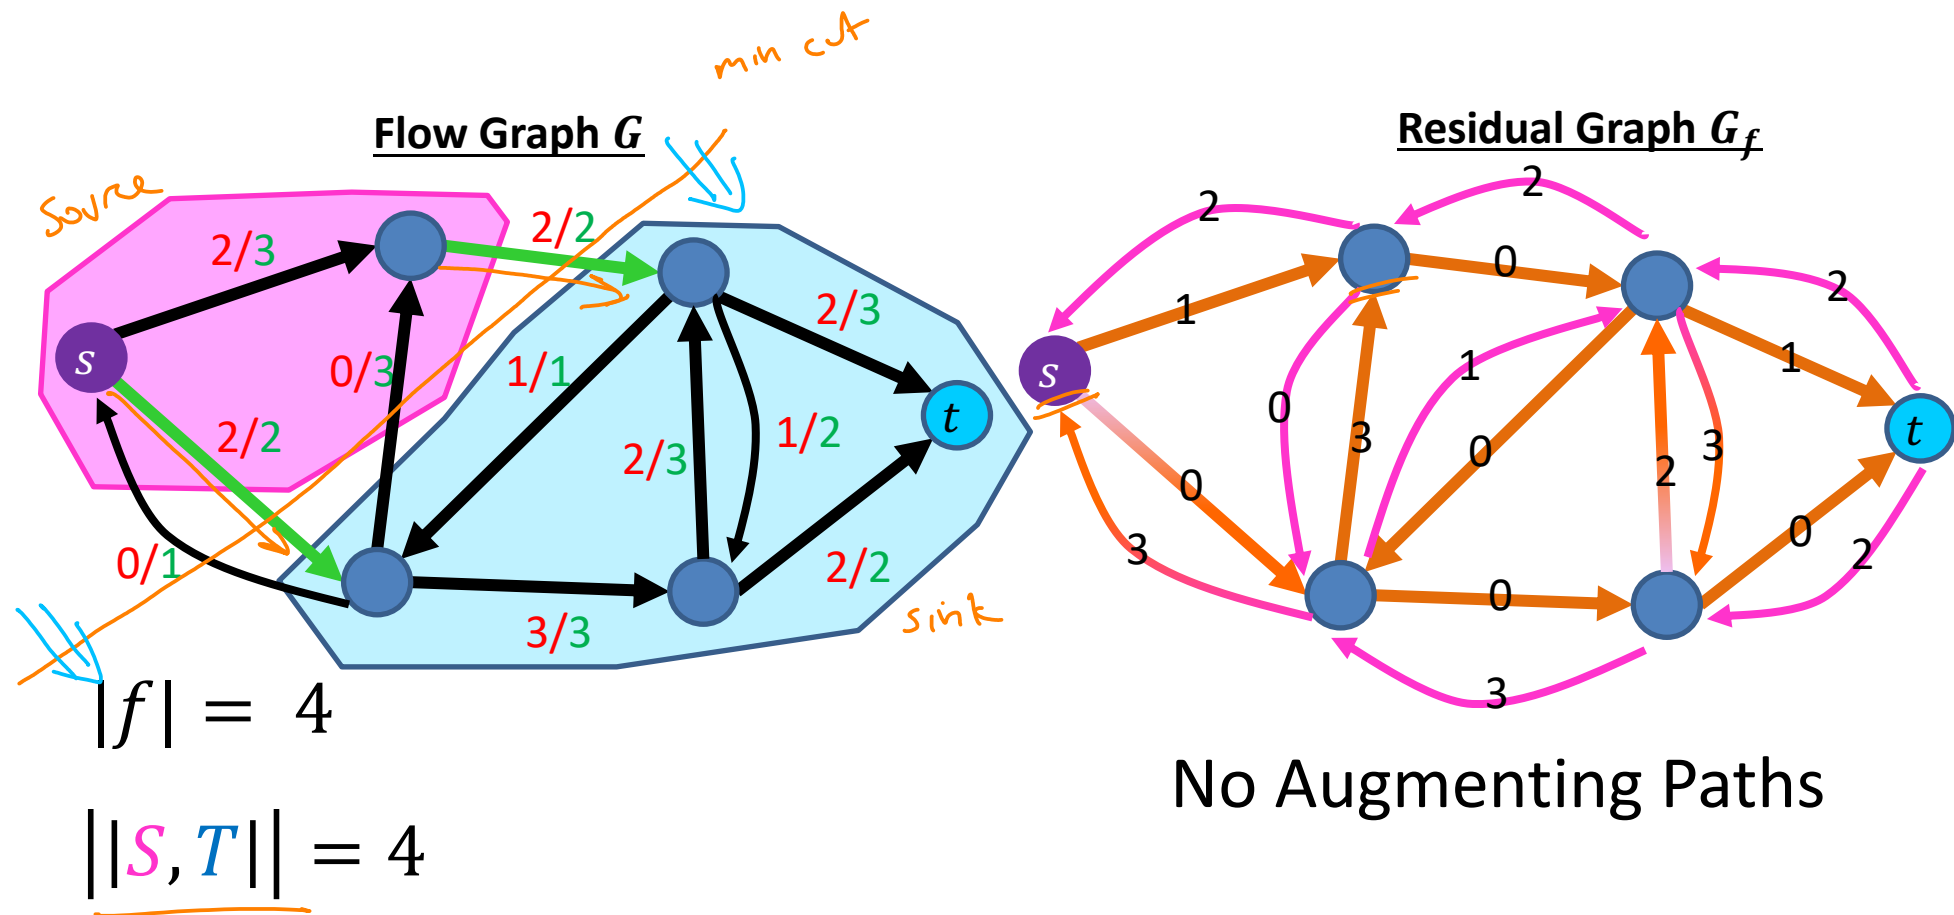 min cut
Flow Graph G
Source
2/3
2/2
s
0/3
2/2
0/1
1/1
2/3
2/3
1/2
t
2/2
3/3
sink
|f| = 4
||S, T|| = 4
Residual Graph G_f
2
2
0
2
1
s
1
1
0
3
0
3
2
t
0
3
0
0
2
3
No Augmenting Paths